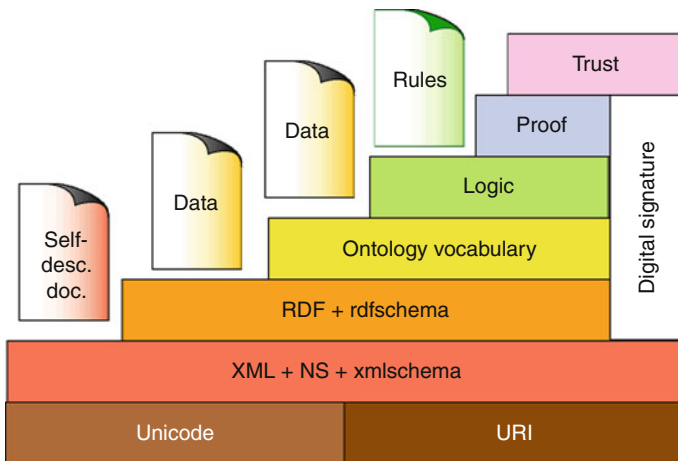 Trust
Rules
Proof
Data
Logic
Data
Digital signature
Self-
desc.
doc.
Ontology vocabulary
RDF + rdfschema
XML + NS + xmlschema
Unicode
URI